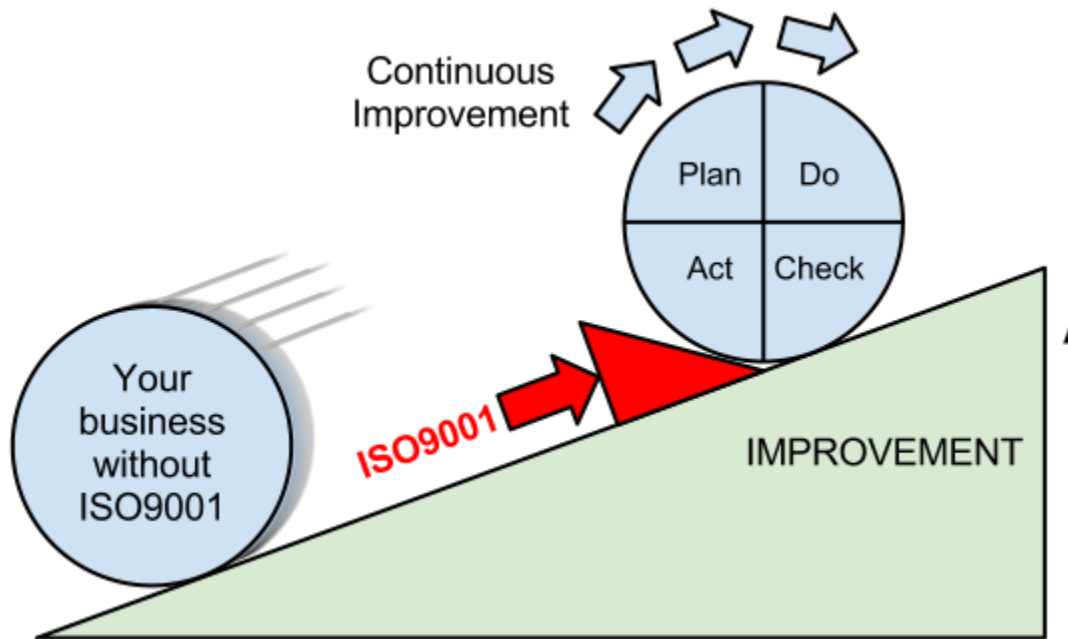 Continuous
Improvement
Plan
Do
Act
Check
Your
business
without
ISO9001
ISO9001
IMPROVEMENT